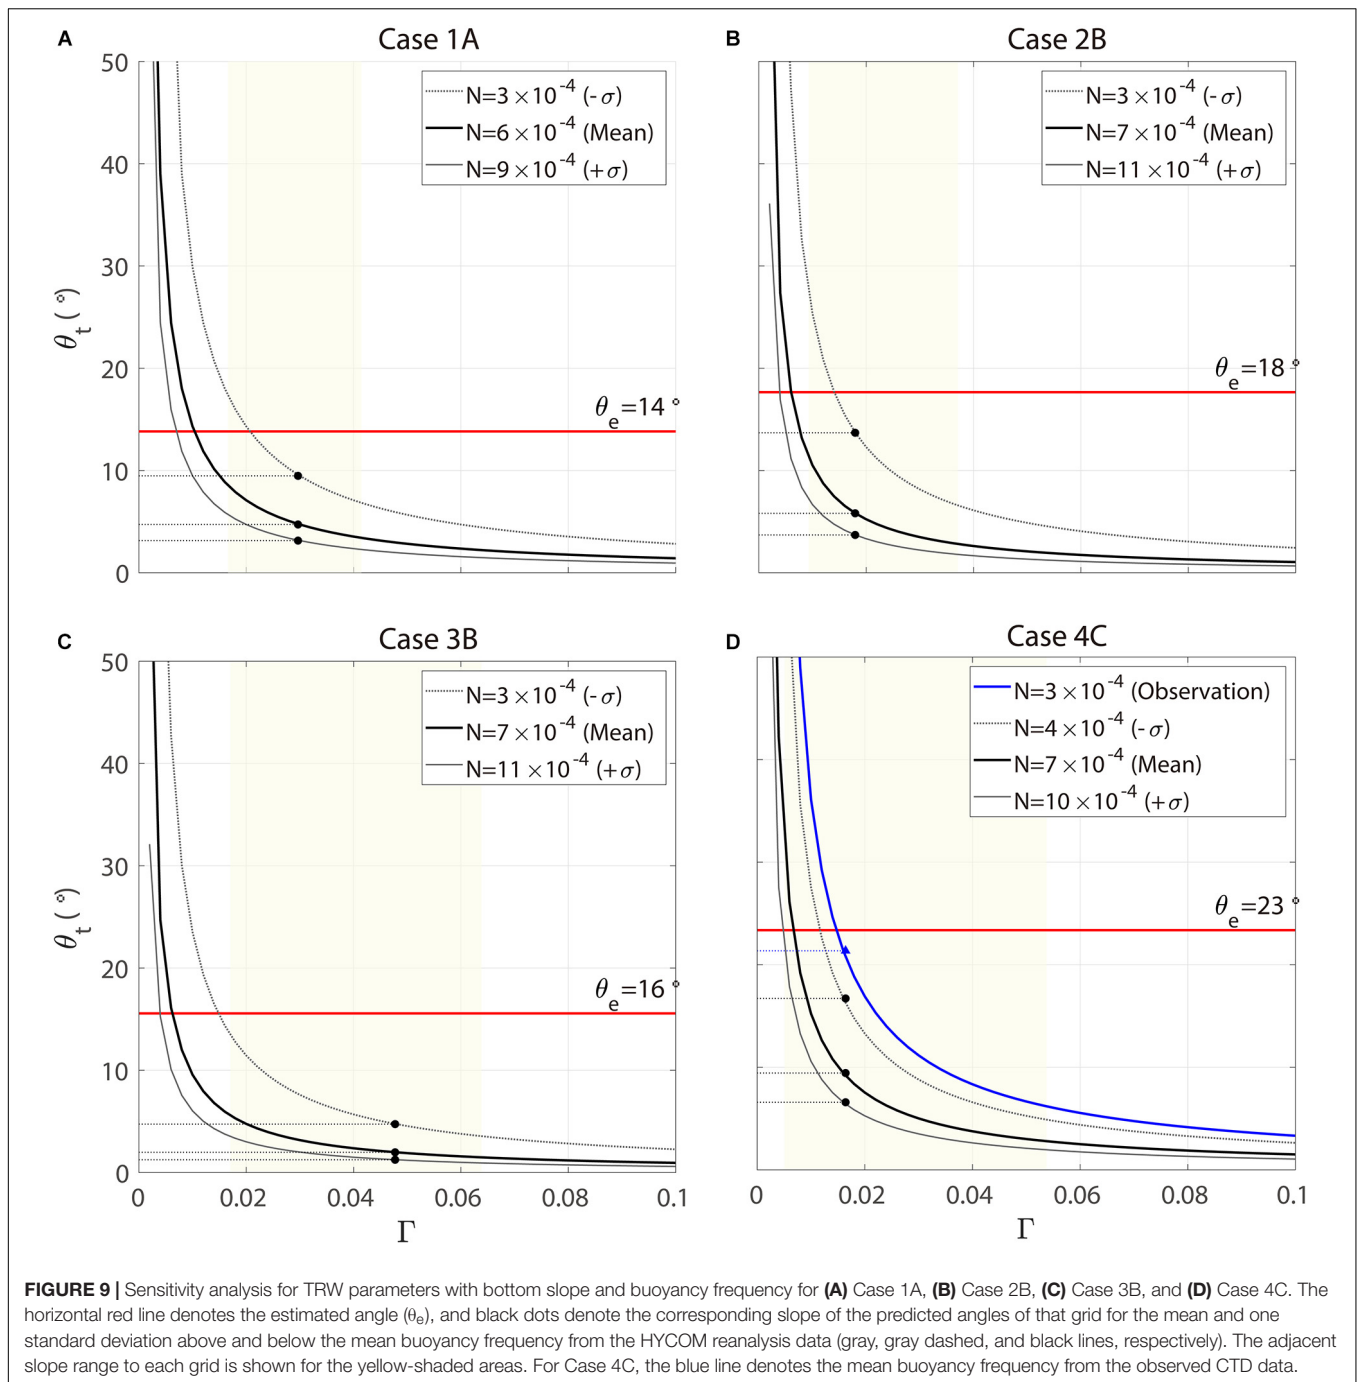 A
Case 1A
50
40
30
20
10
0
θt ( °)
N=3 ×10^-4 (-σ)
N=6 ×10^-4 (Mean)
N=9 ×10^-4 (+σ)
θe=14 °
B
Case 2B
N=3 ×10^-4 (-σ)
N=7 ×10^-4 (Mean)
N=11 ×10^-4 (+σ)
θe=18 °
C
Case 3B
50
40
30
20
10
0
θt ( °)
N=3 ×10^-4 (-σ)
N=7 ×10^-4 (Mean)
N=11 ×10^-4 (+σ)
θe=16 °
0 0.02 0.04 0.06 0.08 0.1
Γ
D
Case 4C
N=3 ×10^-4 (Observation)
N=4 ×10^-4 (-σ)
N=7 ×10^-4 (Mean)
N=10 ×10^-4 (+σ)
θe=23 °
0 0.02 0.04 0.06 0.08 0.1
Γ
FIGURE 9 | Sensitivity analysis for TRW parameters with bottom slope and buoyancy frequency for (A) Case 1A, (B) Case 2B, (C) Case 3B, and (D) Case 4C. The
horizontal red line denotes the estimated angle (θe), and black dots denote the corresponding slope of the predicted angles of that grid for the mean and one
standard deviation above and below the mean buoyancy frequency from the HYCOM reanalysis data (gray, gray dashed, and black lines, respectively). The adjacent
slope range to each grid is shown for the yellow-shaded areas. For Case 4C, the blue line denotes the mean buoyancy frequency from the observed CTD data.